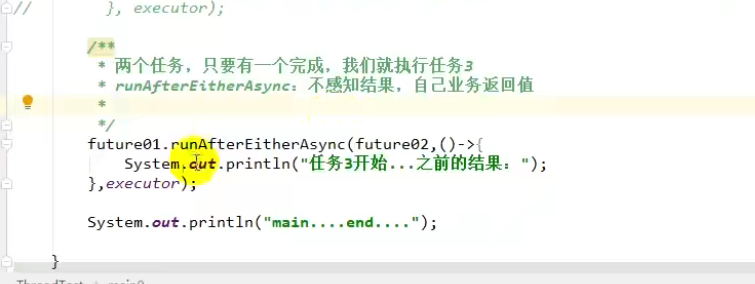 //          }, executor);
/**
 * 两个任务，只要有一个完成，我们就执行任务3
 * runAfterEitherAsync：不感知结果，自己业务返回值
 *
 */
future01.runAfterEitherAsync(future02,()->{
    System.out.println("任务3开始...之前的结果：");
},executor);
System.out.println("main....end....");
}